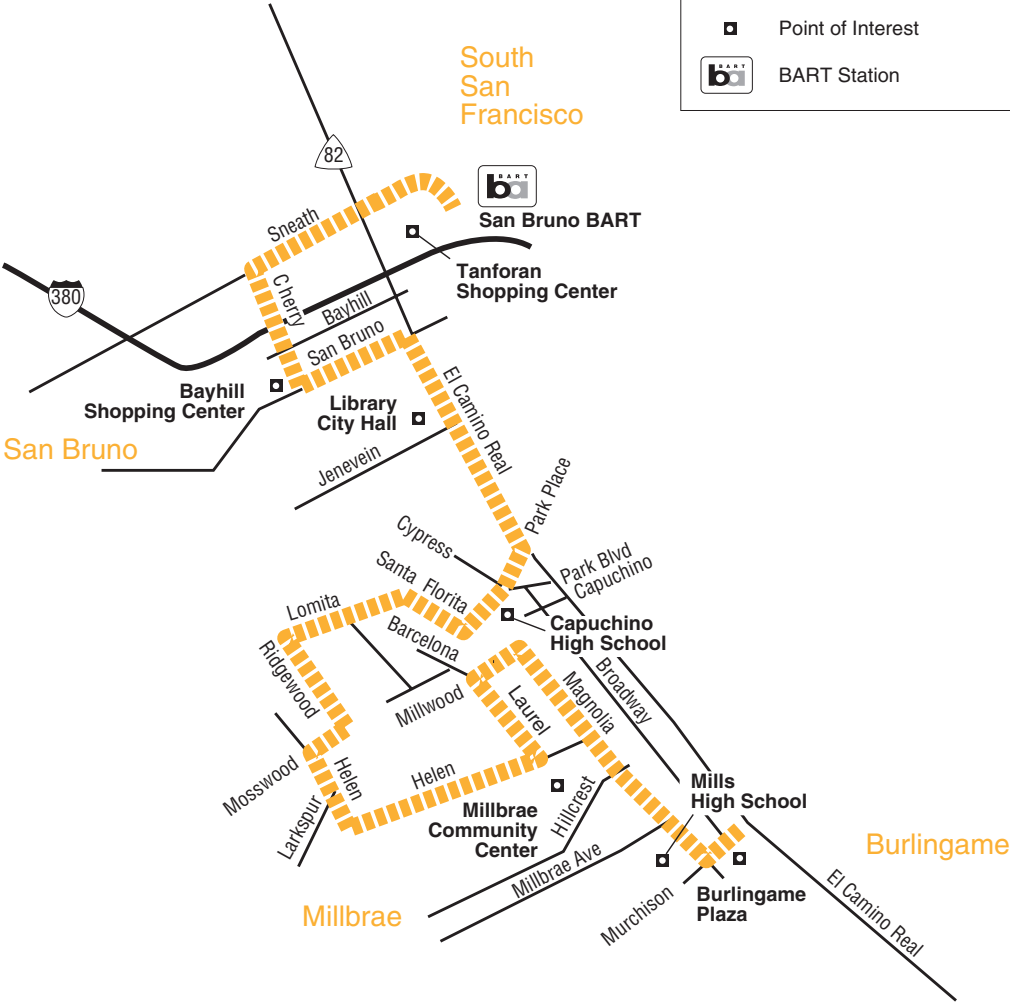 Point of Interest
BART
ba
BART Station
South
San
Francisco
82
BART
ba
San Bruno BART
Sneath
Tanforan
Shopping Center
380
Cherry
Bayhill
San Bruno
Bayhill
Shopping Center
Library
City Hall
El Camino Real
San Bruno
Jenevein
Park Place
Cypress
Park Blvd
Capuchino
Santa Florita
Lomita
Capuchino
High School
Barcelona
Ridgewood
Millwood
Laurel
Magnolia
Broadway
Mosswood
Helen
Helen
Larkspur
Millbrae
Community
Center
Hillcrest
Mills
High School
Millbrae Ave
Burlingame
El Camino Real
Murchison
Burlingame
Plaza
Millbrae